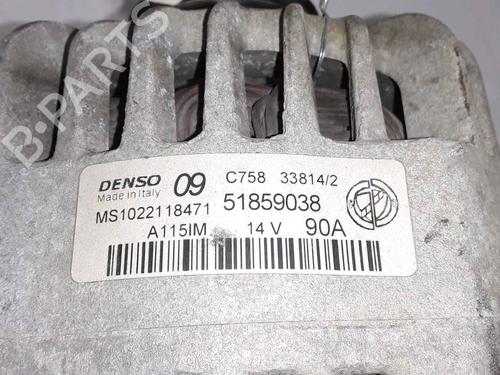 B-PARTS
DENSO 09 C758 33814/2
Made in Italy
MS1022118471 51859038
A115IM 14 V 90A